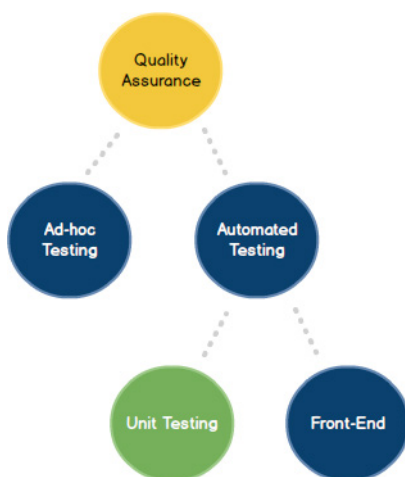 Quality
Assurance
Ad-hoc
Testing
Automated
Testing
Unit Testing
Front-End